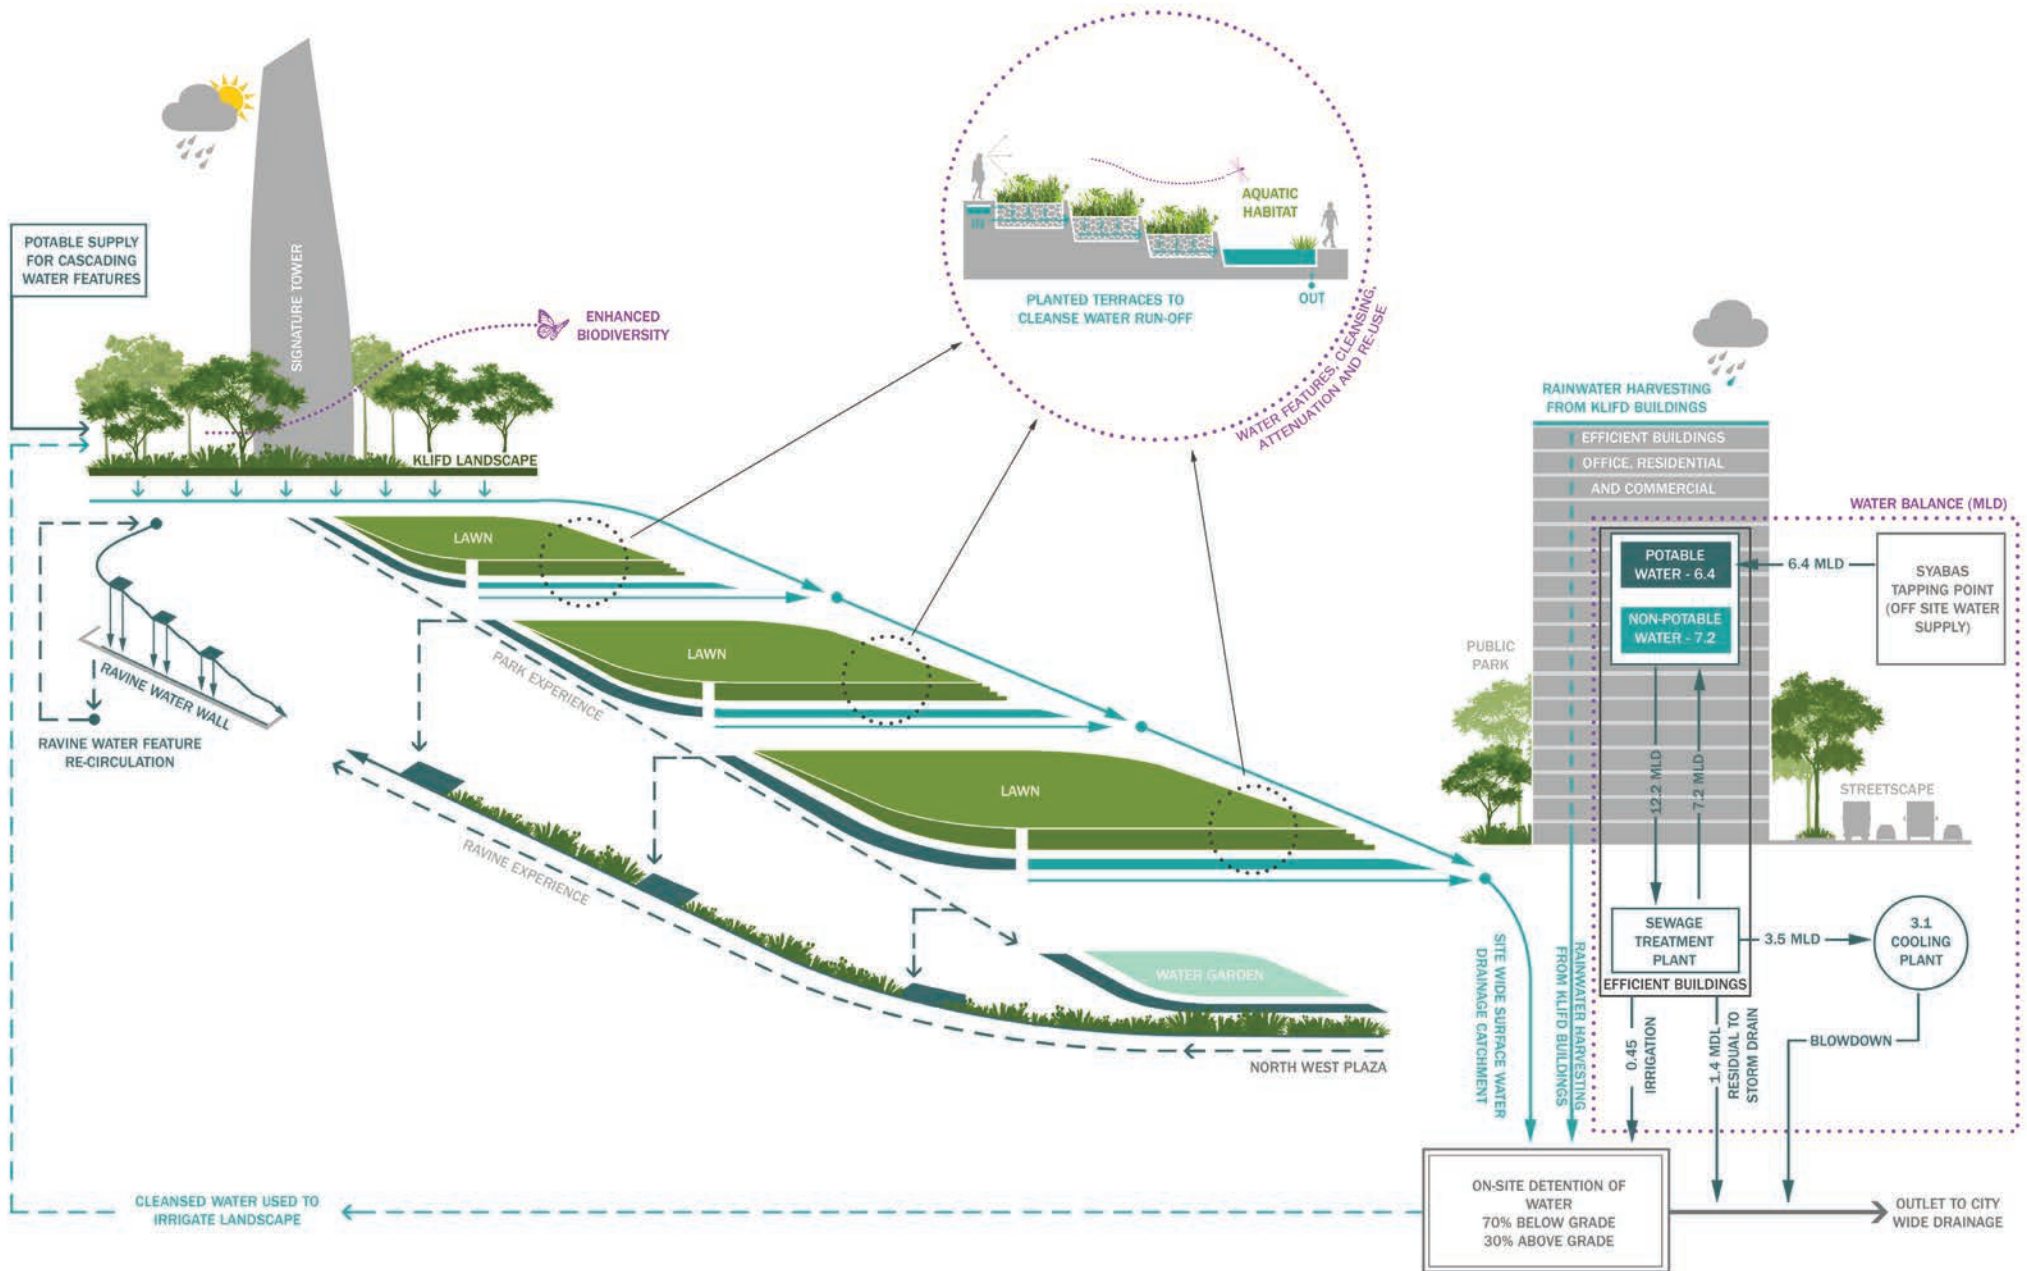 POTABLE SUPPLY
FOR CASCADING
WATER FEATURES
SIGNATURE TOWER
ENHANCED
BIODIVERSITY
KLIFD LANDSCAPE
IN
AQUATIC
HABITAT
PLANTED TERRACES TO
CLEANSE WATER RUN-OFF
OUT
WATER FEATURES, CLEANSING,
ATTENUATION AND RE-USE
LAWN
LAWN
LAWN
PARK EXPERIENCE
RAVINE WATER WALL
RAVINE WATER FEATURE
RE-CIRCULATION
RAVINE EXPERIENCE
WATER GARDEN
NORTH WEST PLAZA
RAINWATER HARVESTING
FROM KLIFD BUILDINGS
EFFICIENT BUILDINGS
OFFICE, RESIDENTIAL
AND COMMERCIAL
WATER BALANCE (MLD)
POTABLE
WATER - 6.4
6.4 MLD
SYABAS
TAPPING POINT
(OFF SITE WATER
SUPPLY)
NON-POTABLE
WATER - 7.2
PUBLIC
PARK
12.2 MLD
7.2 MLD
STREETSCAPE
SEWAGE
TREATMENT
PLANT
3.5 MLD
3.1
COOLING
PLANT
EFFICIENT BUILDINGS
SITE WIDE SURFACE WATER
DRAINAGE CATCHMENT
RAINWATER HARVESTING
FROM KLIFD BUILDINGS
0.45
IRRIGATION
1.4 MDL
RESIDUAL TO
STORM DRAIN
BLOWDOWN
CLEANSED WATER USED TO
IRRIGATE LANDSCAPE
ON-SITE DETENTION OF
WATER
70% BELOW GRADE
30% ABOVE GRADE
OUTLET TO CITY
WIDE DRAINAGE